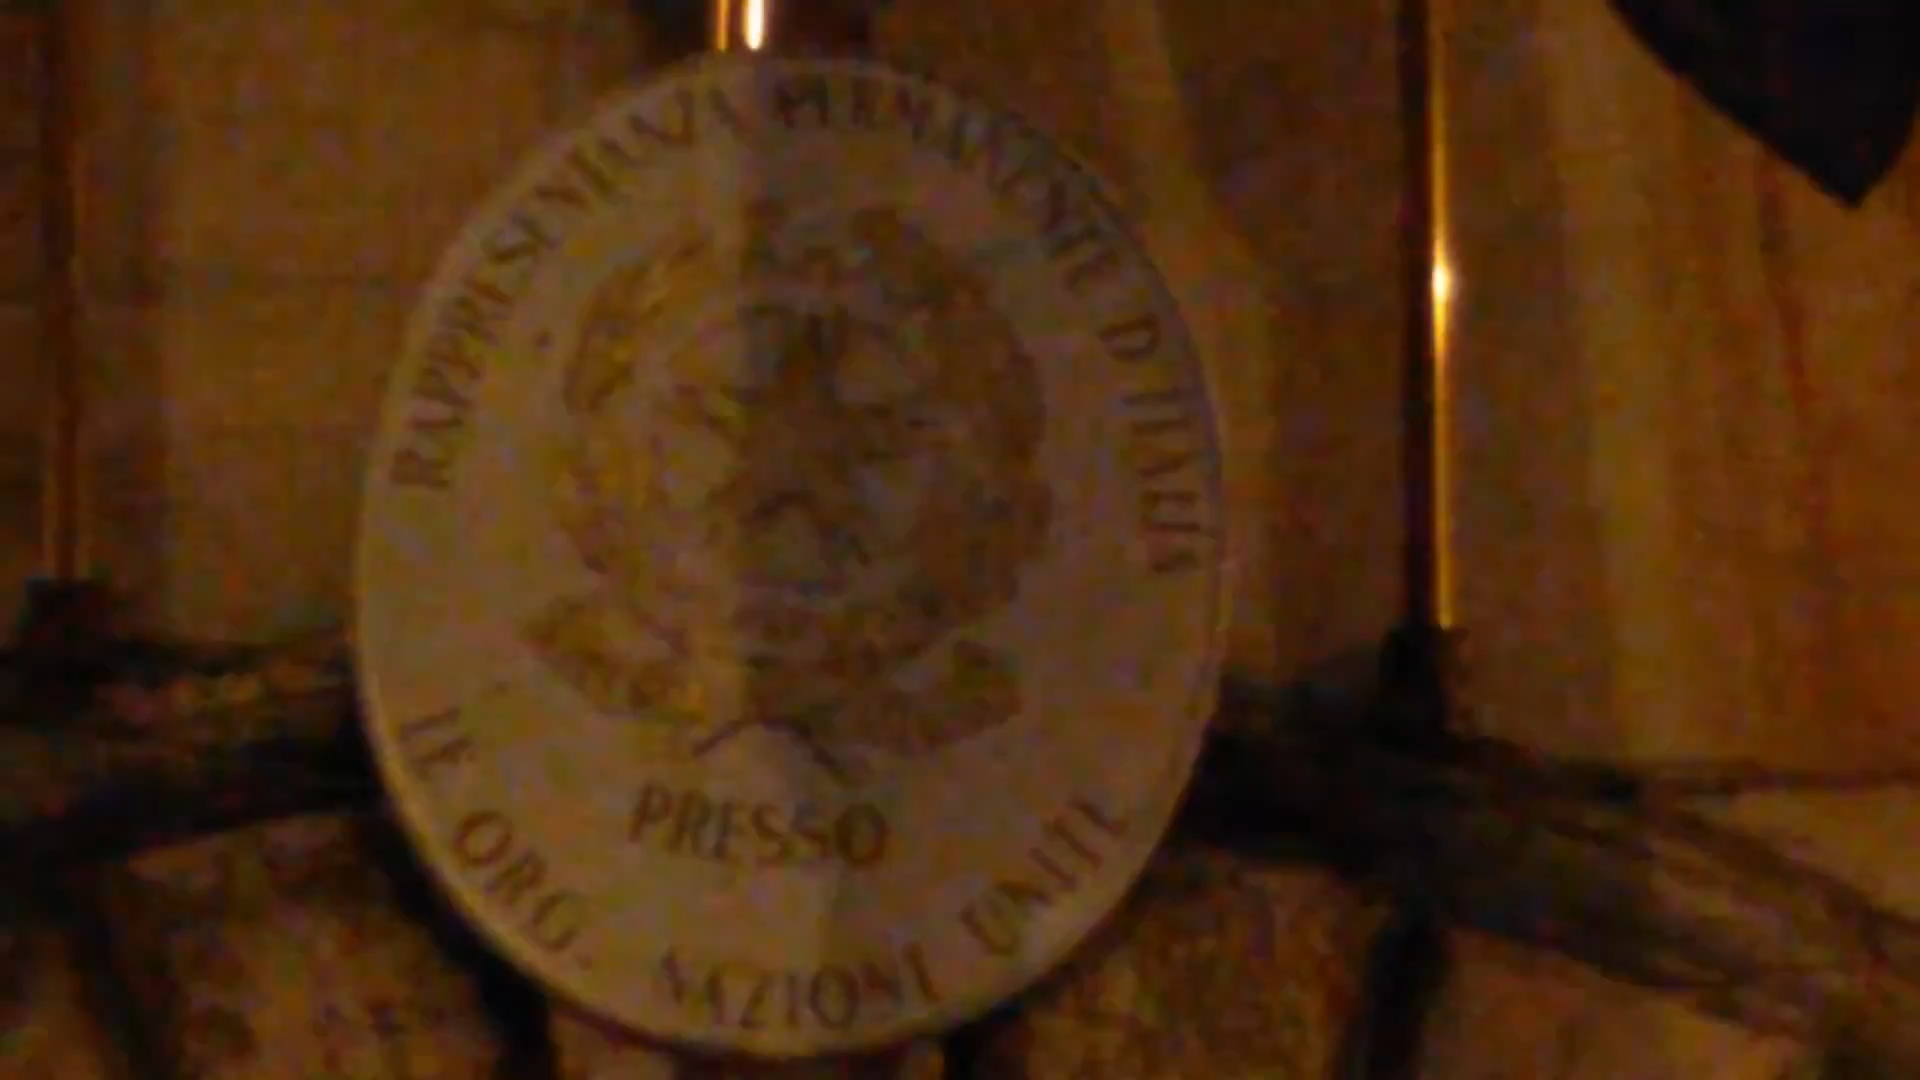 RAPPRESENTANZA PERMANENTE D'ITALIA
PRESSO
LE ORG. NAZIONI UNITE